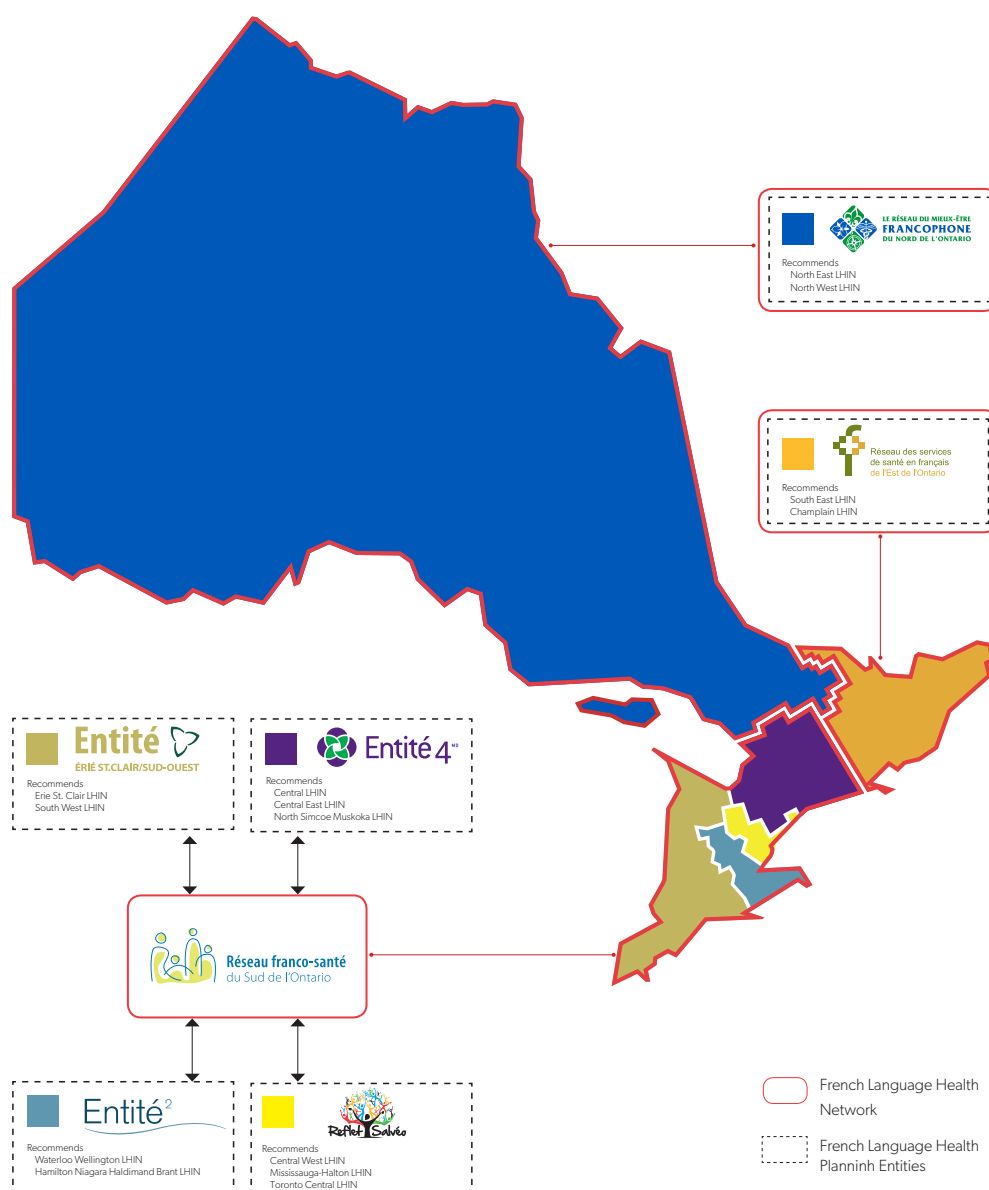 LE RÉSEAU DU MIEUX-ÊTRE
FRANCOPHONE
DU NORD DE L'ONTARIO
Recommends
North East LHIN
North West LHIN
Réseau des services
de santé en français
de l'Est de l'Ontario
Recommends
South East LHIN
Champlain LHIN
Entité
ÉRIÉ ST.CLAIR/SUD-OUEST
Recommends
Erie St. Clair LHIN
South West LHIN
Entité 4
Recommends
Central LHIN
Central East LHIN
North Simcoe Muskoka LHIN
Réseau franco-santé
du Sud de l'Ontario
Entité 2
Recommends
Waterloo Wellington LHIN
Hamilton Niagara Haldimand Brant LHIN
Reflet Salvéo
Recommends
Central West LHIN
Mississauga-Halton LHIN
Toronto Central LHIN
French Language Health
Network
French Language Health
Planninh Entities